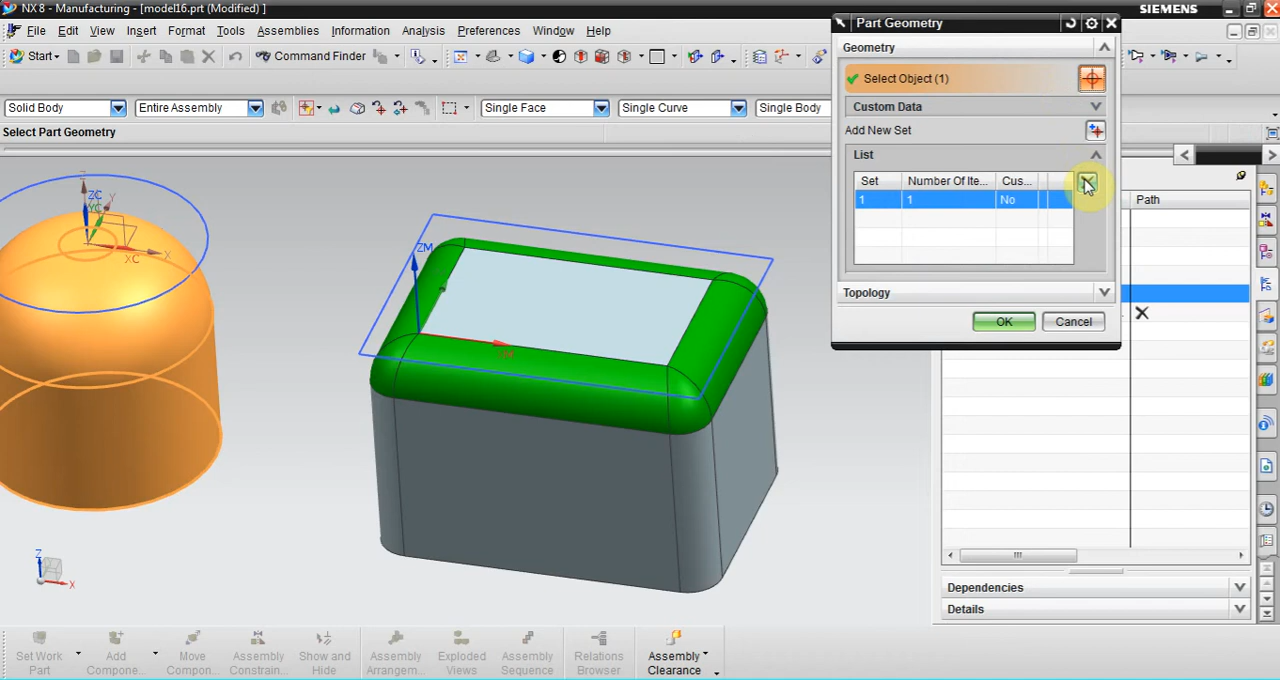 NX 8 - Manufacturing - [model16.prt (Modified) ]
SIEMENS
File Edit View Insert Format Tools Assemblies Information Analysis Preferences Window Help
Start Command Finder
Solid Body Entire Assembly Single Face Single Curve Single Body
Select Part Geometry
Part Geometry
Geometry
Select Object (1)
Custom Data
Add New Set
List
Set Number Of Ite... Cus...
1 1 No
Topology
OK Cancel
Path
Dependencies
Details
ZC
YC
XC
Z
Y
X
ZM
Z
X
Set Work Part
Add Compone...
Move Compon...
Assembly Constrain...
Show and Hide
Assembly Arrangem...
Exploded Views
Assembly Sequence
Relations Browser
Assembly Clearance